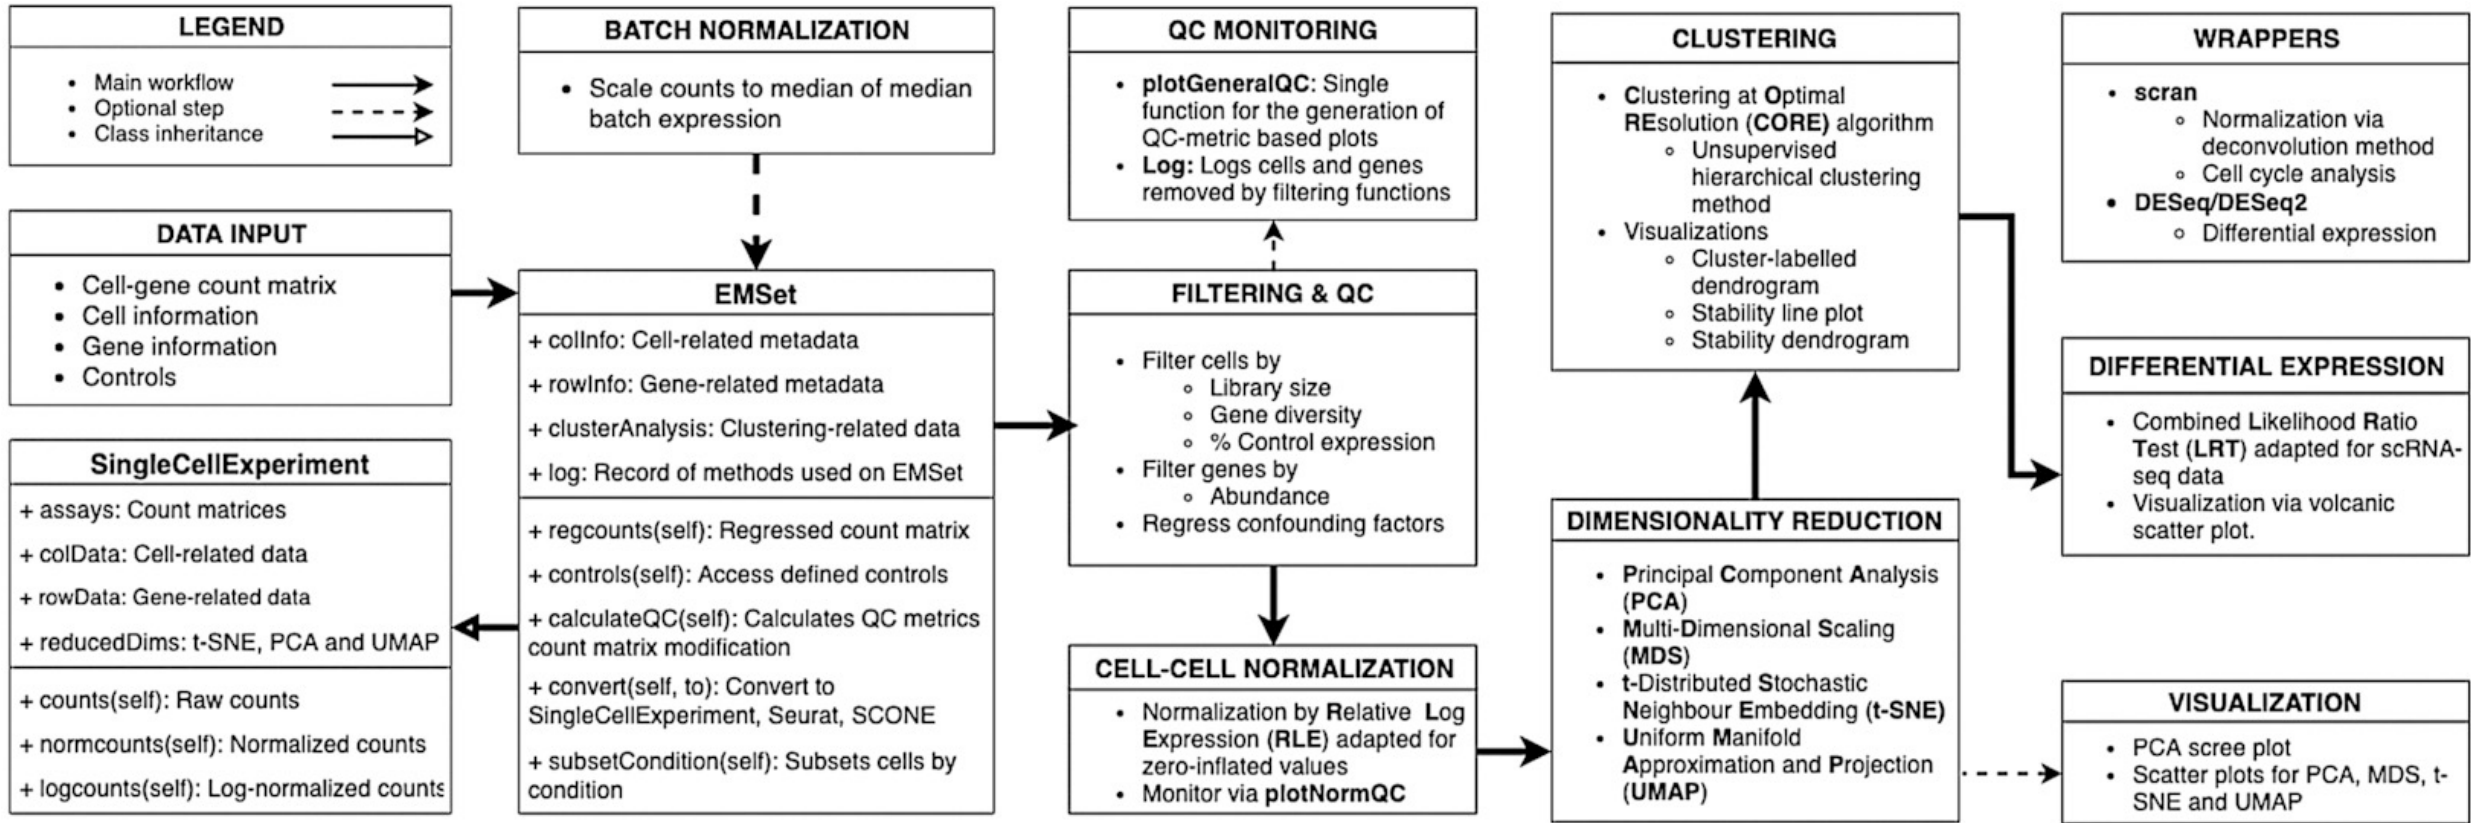 LEGEND
• Main workflow
• Optional step
• Class inheritance
DATA INPUT
• Cell-gene count matrix
• Cell information
• Gene information
• Controls
SingleCellExperiment
+ assays: Count matrices
+ colData: Cell-related data
+ rowData: Gene-related data
+ reducedDims: t-SNE, PCA and UMAP
+ counts(self): Raw counts
+ normcounts(self): Normalized counts
+ logcounts(self): Log-normalized counts
BATCH NORMALIZATION
• Scale counts to median of median
batch expression
EMSet
+ colInfo: Cell-related metadata
+ rowInfo: Gene-related metadata
+ clusterAnalysis: Clustering-related data
+ log: Record of methods used on EMSet
+ regcounts(self): Regressed count matrix
+ controls(self): Access defined controls
+ calculateQC(self): Calculates QC metrics
count matrix modification
+ convert(self, to): Convert to
SingleCellExperiment, Seurat, SCONE
+ subsetCondition(self): Subsets cells by
condition
QC MONITORING
• plotGeneralQC: Single
function for the generation of
QC-metric based plots
• Log: Logs cells and genes
removed by filtering functions
FILTERING & QC
• Filter cells by
∘ Library size
∘ Gene diversity
∘ % Control expression
• Filter genes by
∘ Abundance
• Regress confounding factors
CELL-CELL NORMALIZATION
• Normalization by Relative Log
Expression (RLE) adapted for
zero-inflated values
• Monitor via plotNormQC
CLUSTERING
• Clustering at Optimal
REsolution (CORE) algorithm
∘ Unsupervised
hierarchical clustering
method
• Visualizations
∘ Cluster-labelled
dendrogram
∘ Stability line plot
∘ Stability dendrogram
DIMENSIONALITY REDUCTION
• Principal Component Analysis
(PCA)
• Multi-Dimensional Scaling
(MDS)
• t-Distributed Stochastic
Neighbour Embedding (t-SNE)
• Uniform Manifold
Approximation and Projection
(UMAP)
WRAPPERS
• scran
∘ Normalization via
deconvolution method
∘ Cell cycle analysis
• DESeq/DESeq2
∘ Differential expression
DIFFERENTIAL EXPRESSION
• Combined Likelihood Ratio
Test (LRT) adapted for scRNA-
seq data
• Visualization via volcanic
scatter plot.
VISUALIZATION
• PCA scree plot
• Scatter plots for PCA, MDS, t-
SNE and UMAP